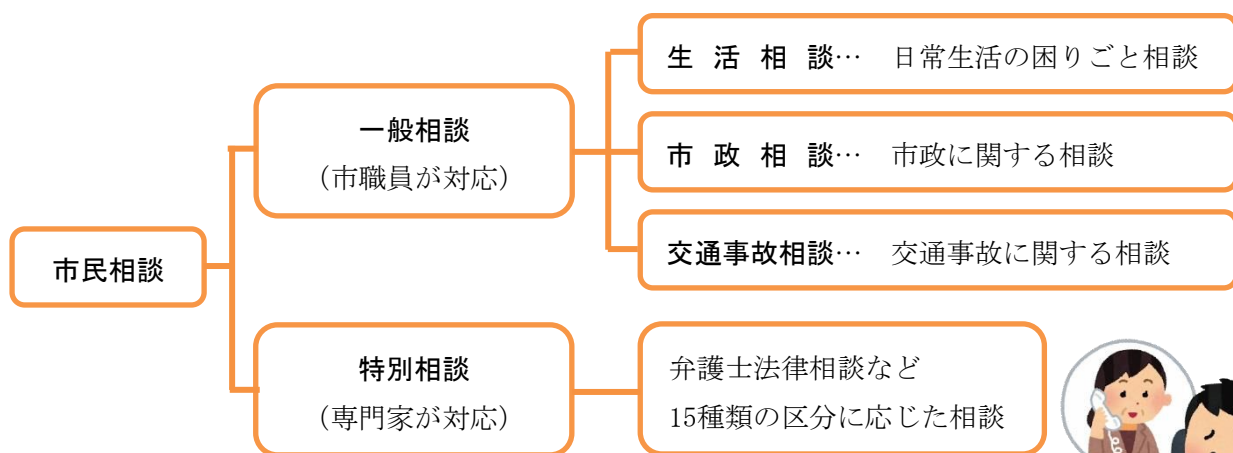 市民相談
一般相談
（市職員が対応）
生活相談… 日常生活の困りごと相談
市政相談… 市政に関する相談
交通事故相談… 交通事故に関する相談
特別相談
（専門家が対応）
弁護士法律相談など
15種類の区分に応じた相談